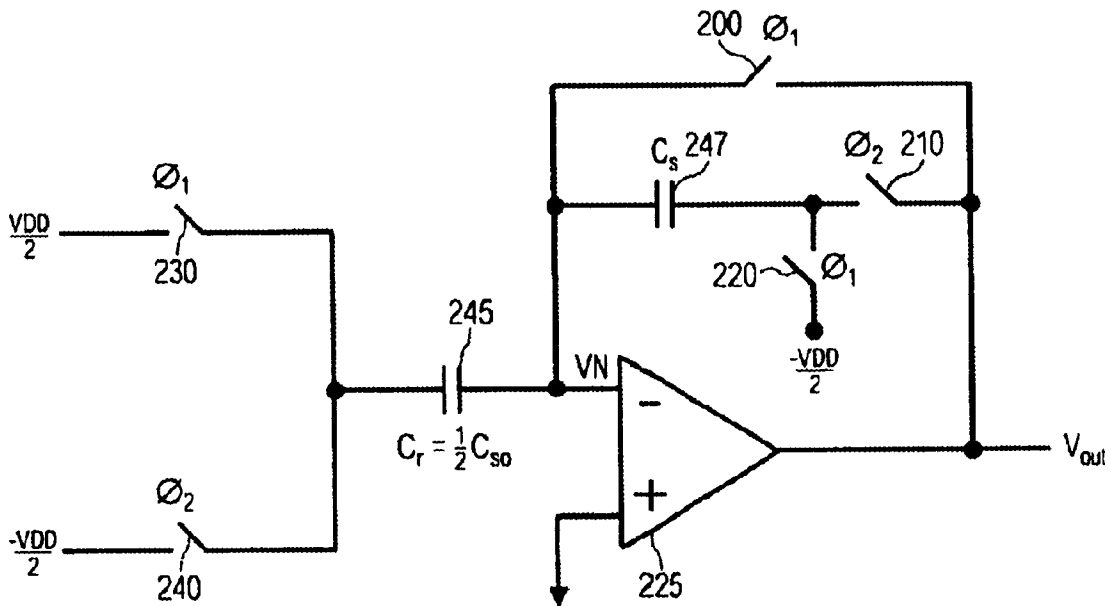 200 Ø₁
Cₛ 247
Ø₂ 210
Ø₁
VDD/2
230
220 Ø₁
-VDD/2
245
VN
Cᵣ = ½ Cₛₒ
−
+
Vout
Ø₂
-VDD/2
240
225